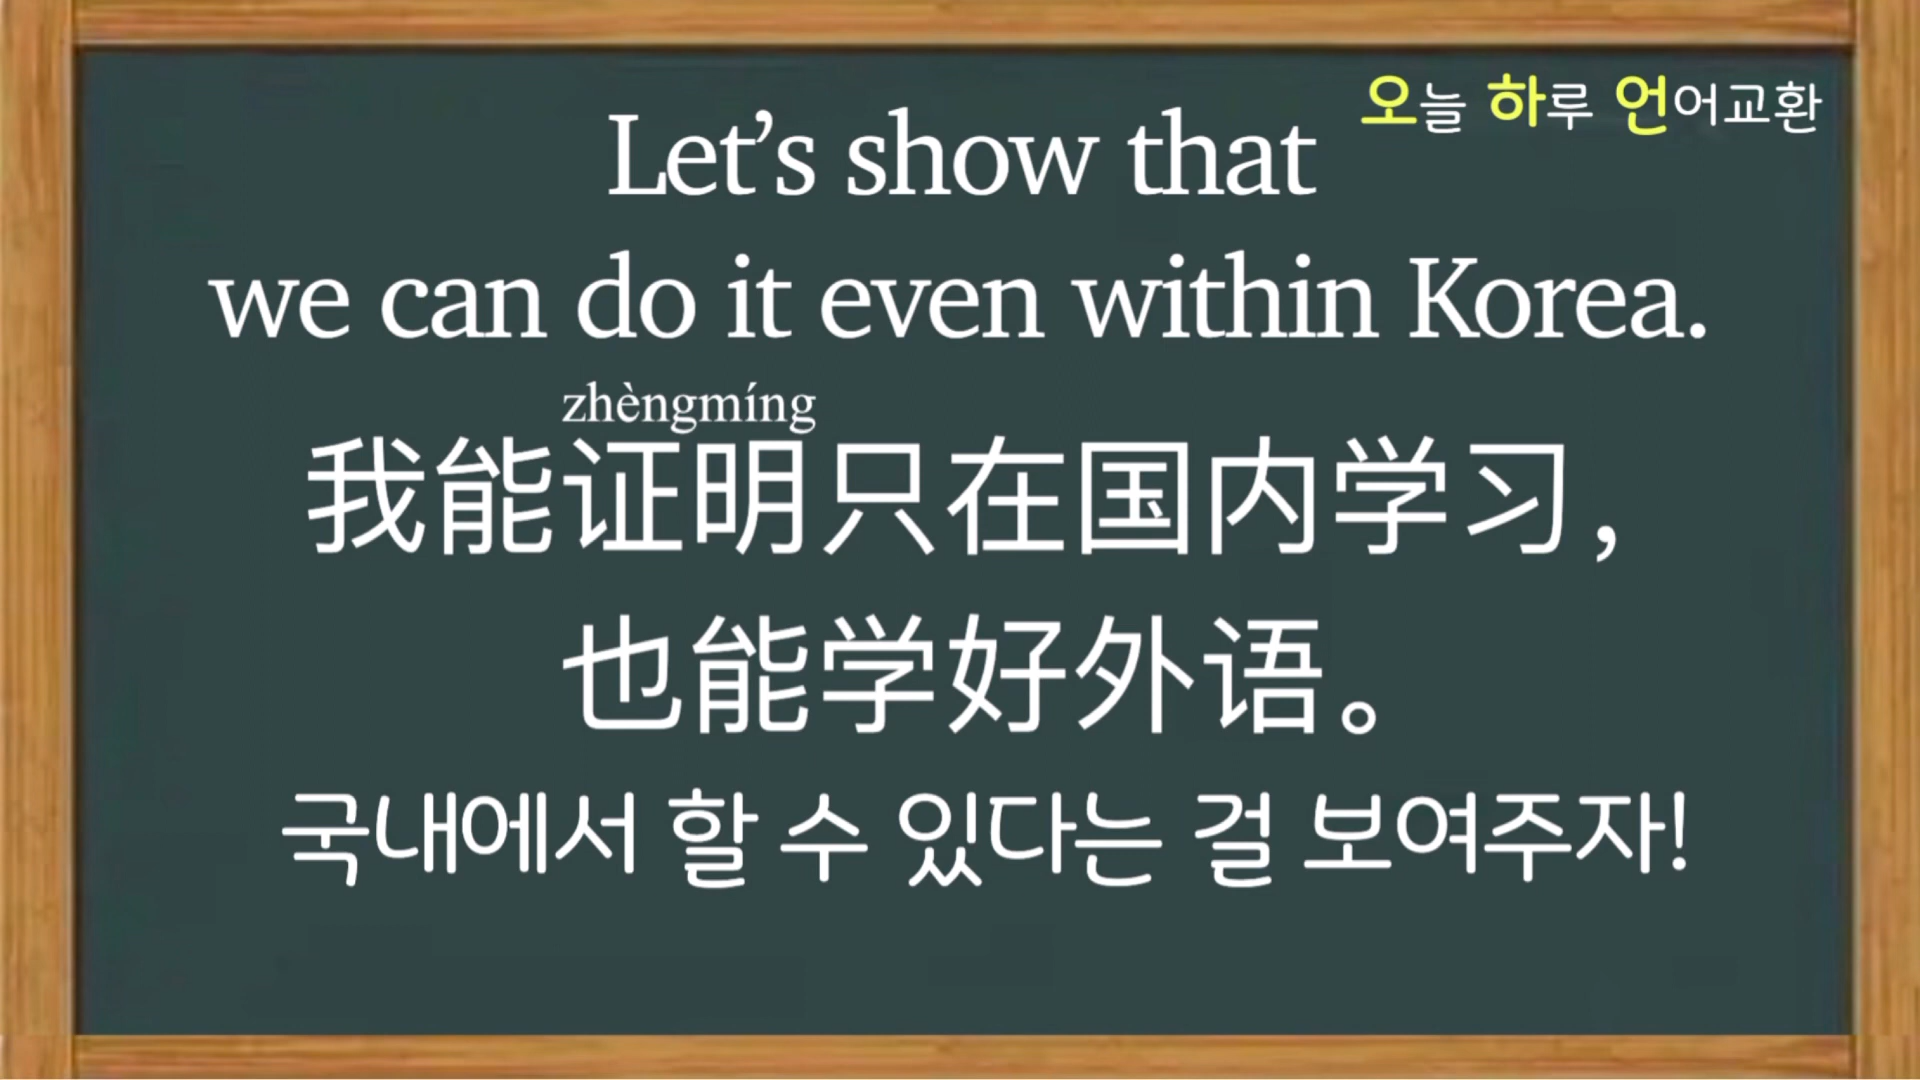 오늘 하루 언어교환
Let’s show that
we can do it even within Korea.
zhèngmíng
我能证明只在国内学习，
也能学好外语。
국내에서 할 수 있다는 걸 보여주자!